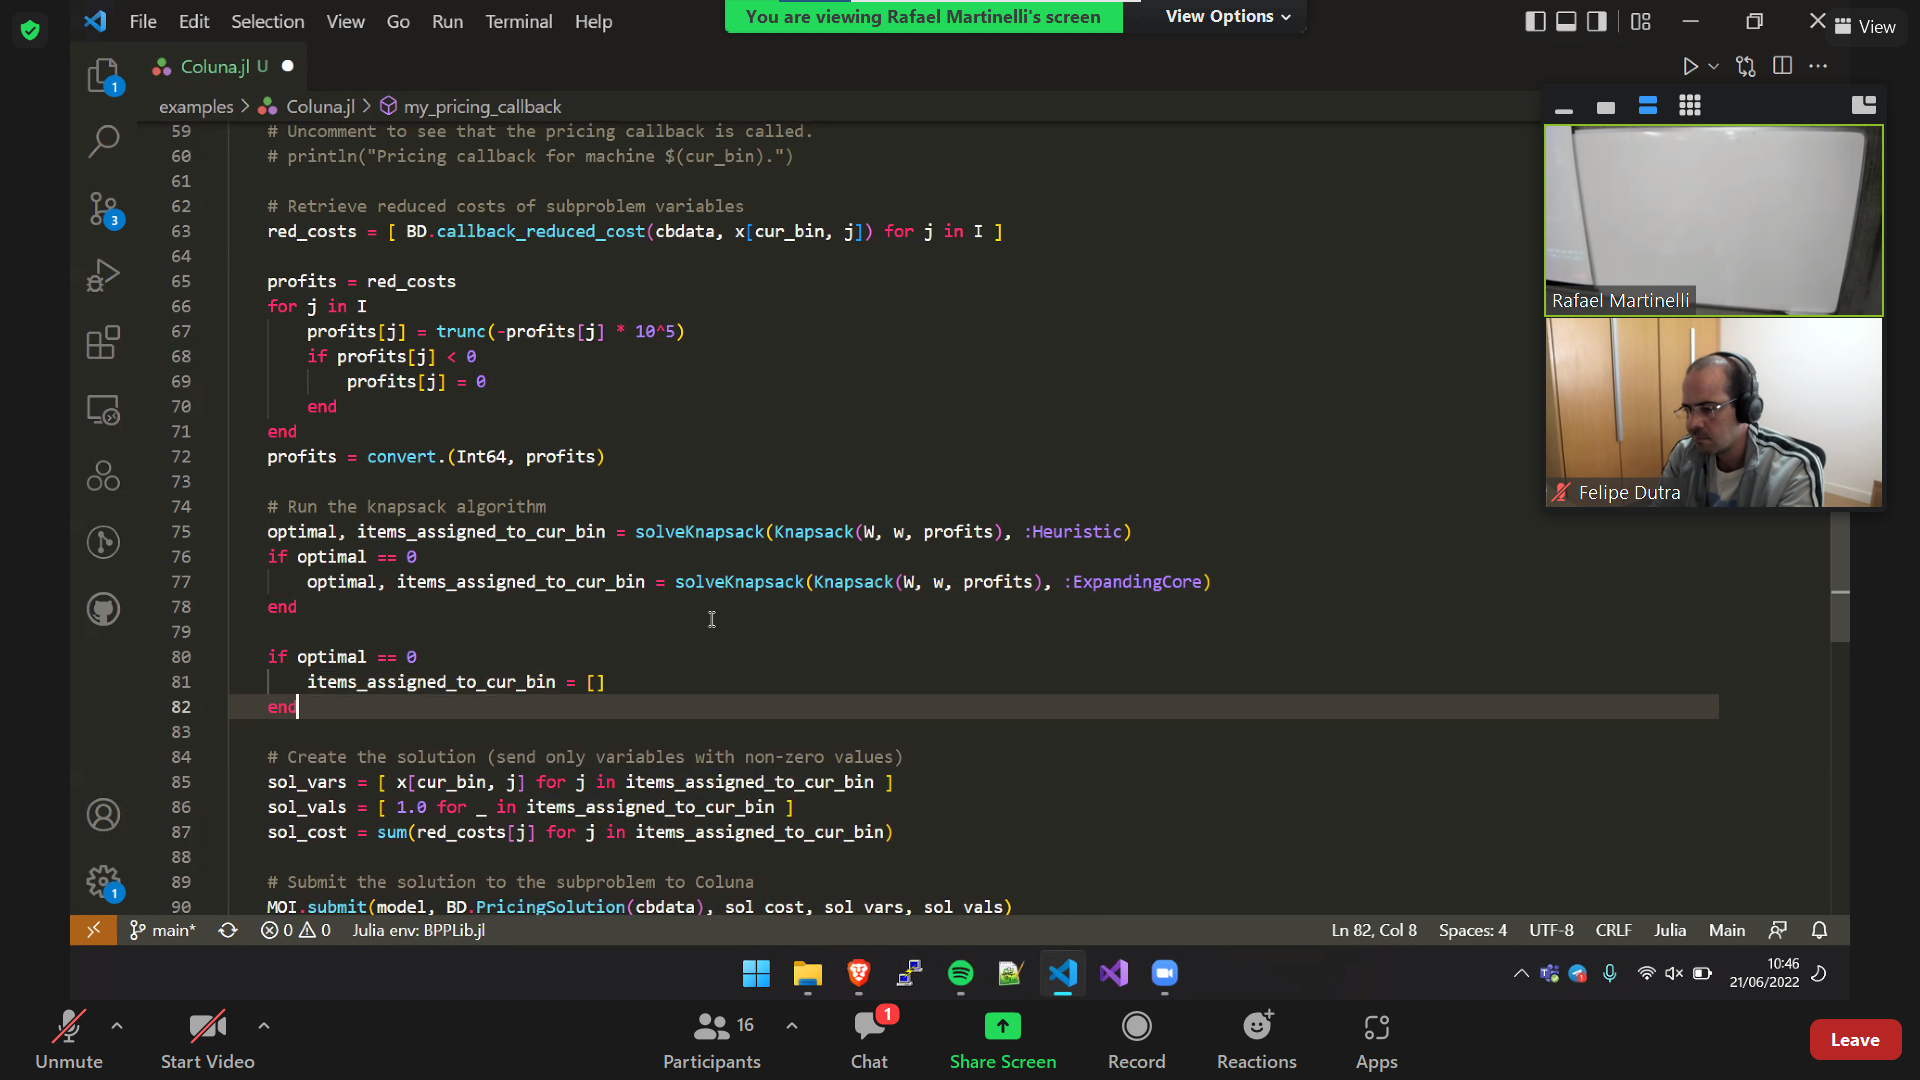 File Edit Selection View Go Run Terminal Help
You are viewing Rafael Martinelli's screen View Options
View
Coluna.jl U
examples > Coluna.jl > my_pricing_callback
59 # Uncomment to see that the pricing callback is called.
60 # println("Pricing callback for machine $(cur_bin).")
61
62 # Retrieve reduced costs of subproblem variables
63 red_costs = [ BD.callback_reduced_cost(cbdata, x[cur_bin, j]) for j in I ]
64
65 profits = red_costs
66 for j in I
67 profits[j] = trunc(-profits[j] * 10^5)
68 if profits[j] < 0
69 profits[j] = 0
70 end
71 end
72 profits = convert.(Int64, profits)
73
74 # Run the knapsack algorithm
75 optimal, items_assigned_to_cur_bin = solveKnapsack(Knapsack(W, w, profits), :Heuristic)
76 if optimal == 0
77 optimal, items_assigned_to_cur_bin = solveKnapsack(Knapsack(W, w, profits), :ExpandingCore)
78 end
79
80 if optimal == 0
81 items_assigned_to_cur_bin = []
82 end
83
84 # Create the solution (send only variables with non-zero values)
85 sol_vars = [ x[cur_bin, j] for j in items_assigned_to_cur_bin ]
86 sol_vals = [ 1.0 for _ in items_assigned_to_cur_bin ]
87 sol_cost = sum(red_costs[j] for j in items_assigned_to_cur_bin)
88
89 # Submit the solution to the subproblem to Coluna
90 MOI.submit(model, BD.PricingSolution(cbdata), sol_cost, sol_vars, sol_vals)
1
3
1
Rafael Martinelli
Felipe Dutra
main* 0 0 Julia env: BPPLib.jl Ln 82, Col 8 Spaces: 4 UTF-8 CRLF Julia Main
10:46
21/06/2022
Unmute Start Video Participants 16 Chat 1 Share Screen Record Reactions Apps Leave